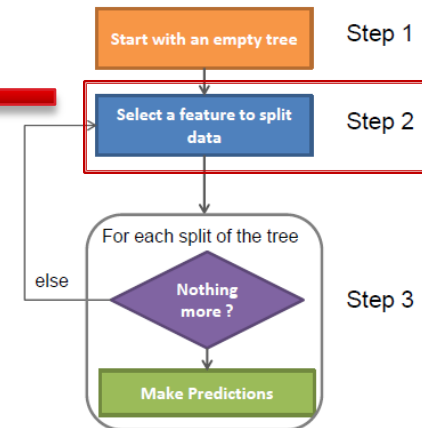 Start with an empty tree
Step 1
Select a feature to split
data
Step 2
For each split of the tree
else
Nothing
more ?
Step 3
Make Predictions